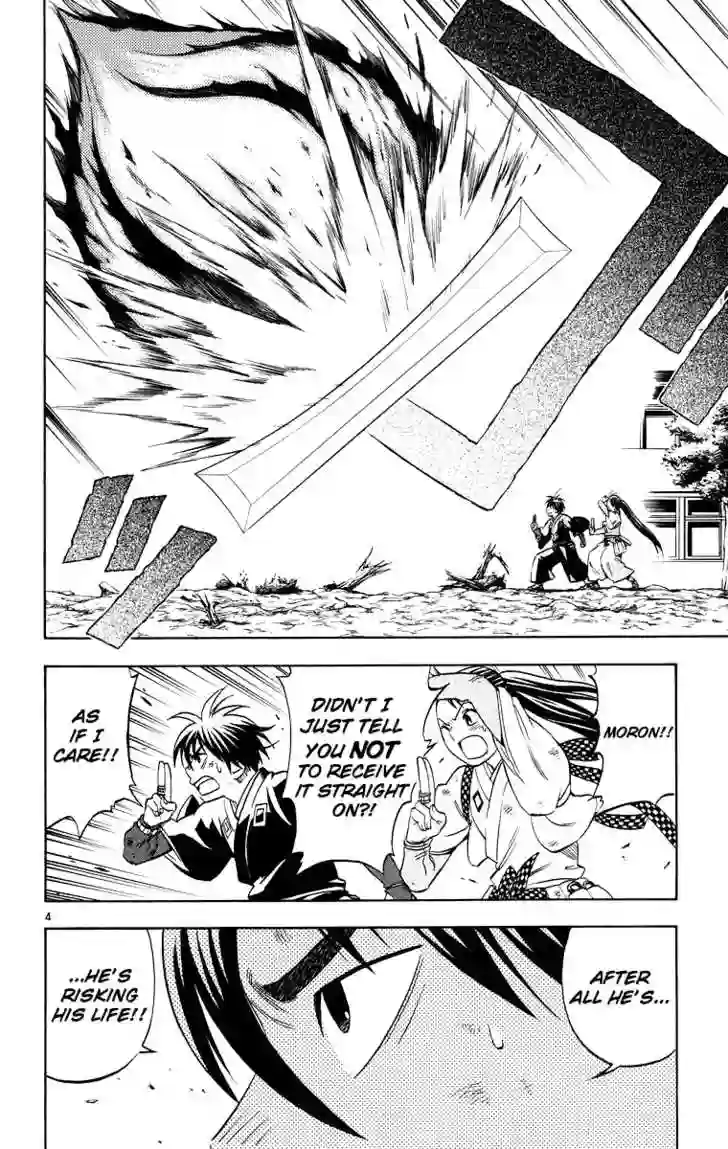 MORON!!
DIDN'T I
JUST TELL
YOU NOT
TO RECEIVE
IT STRAIGHT
ON?!
AS
IF I
CARE!!
4
AFTER
ALL HE'S...
...HE'S
RISKING
HIS LIFE!!